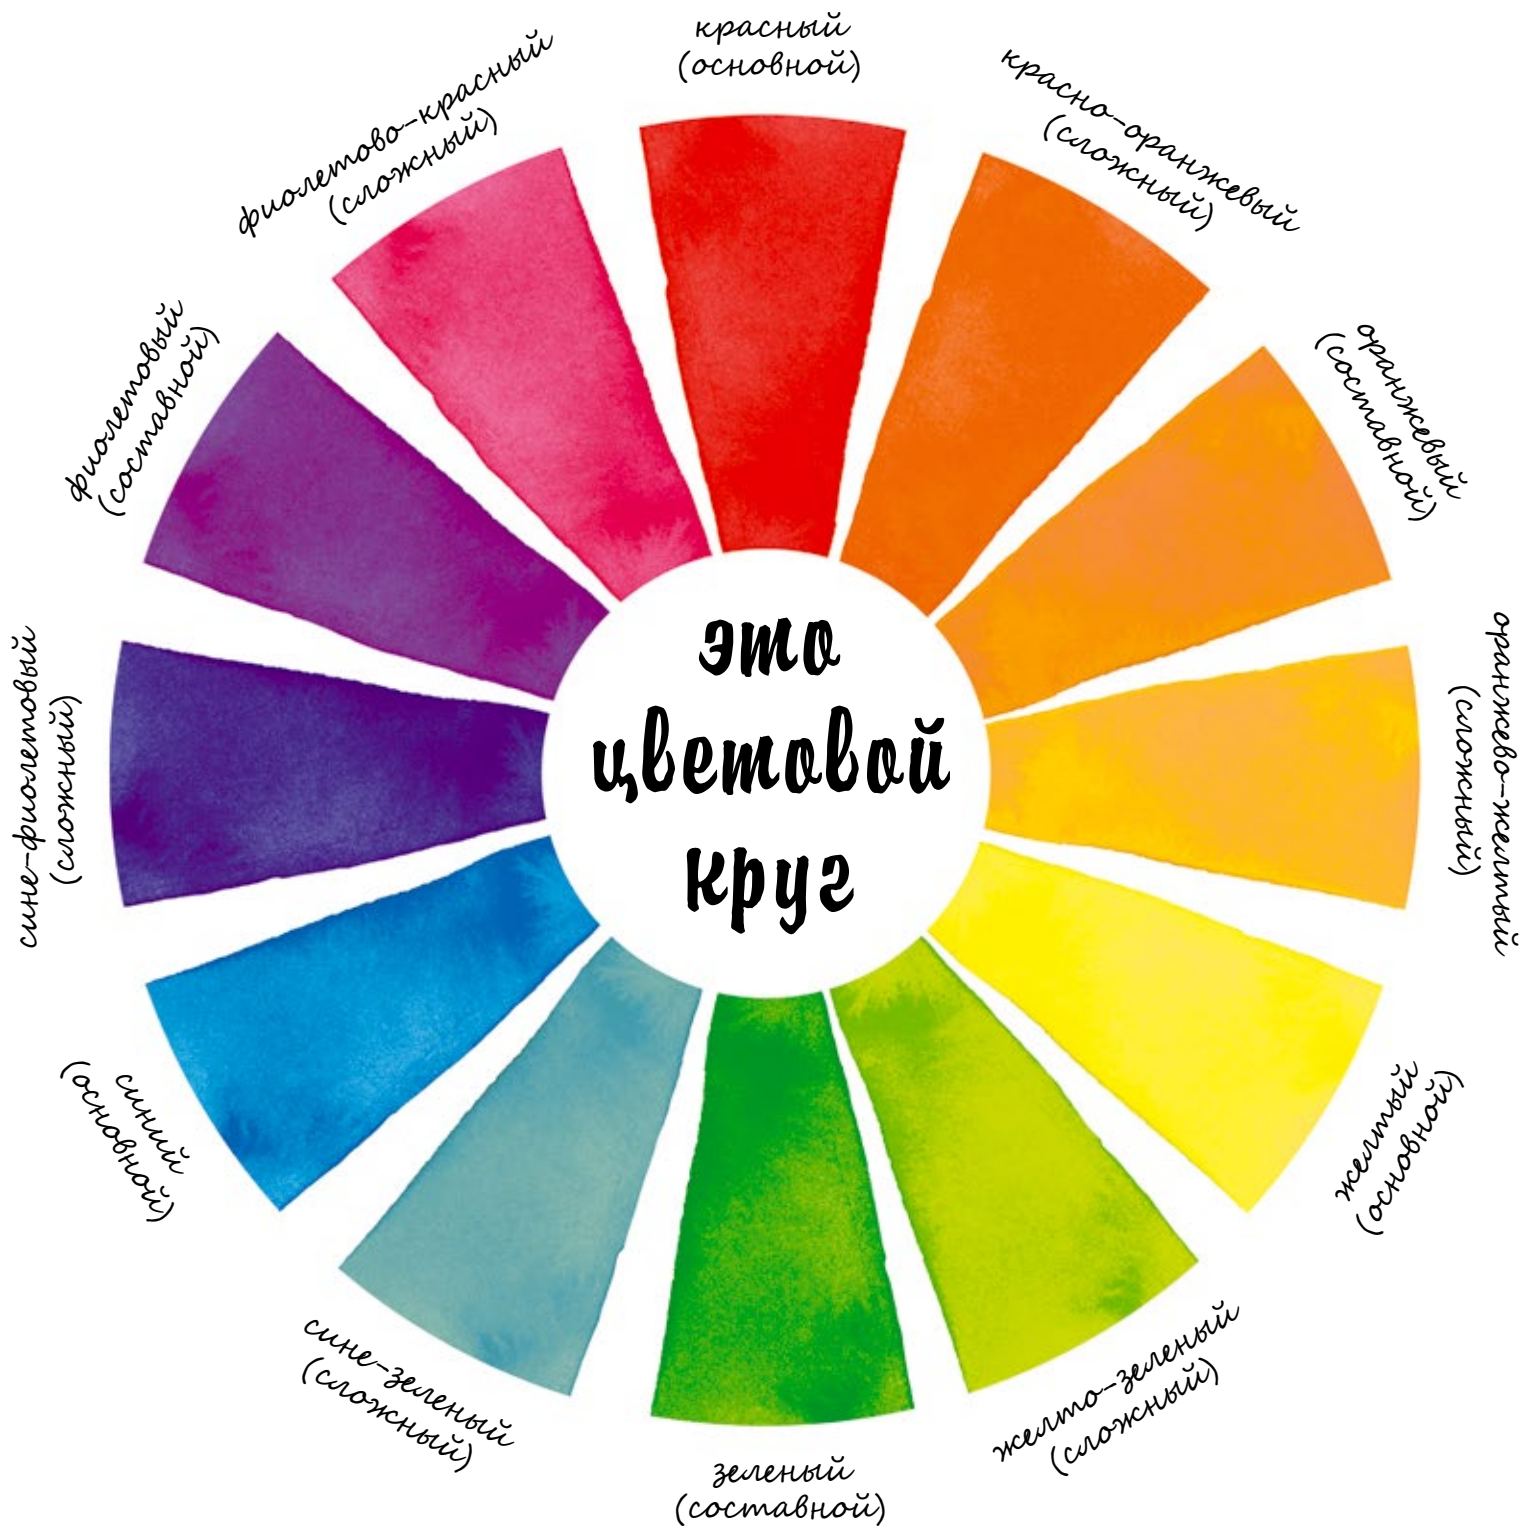 красный
(основной)
красно-оранжевый
(сложный)
оранжевый
(составной)
оранжево-желтый
(сложный)
желтый
(основной)
желто-зеленый
(сложный)
зеленый
(составной)
сине-зеленый
(сложный)
синий
(основной)
сине-фиолетовый
(сложный)
фиолетовый
(составной)
фиолетово-красный
(сложный)
это
цветовой
круг